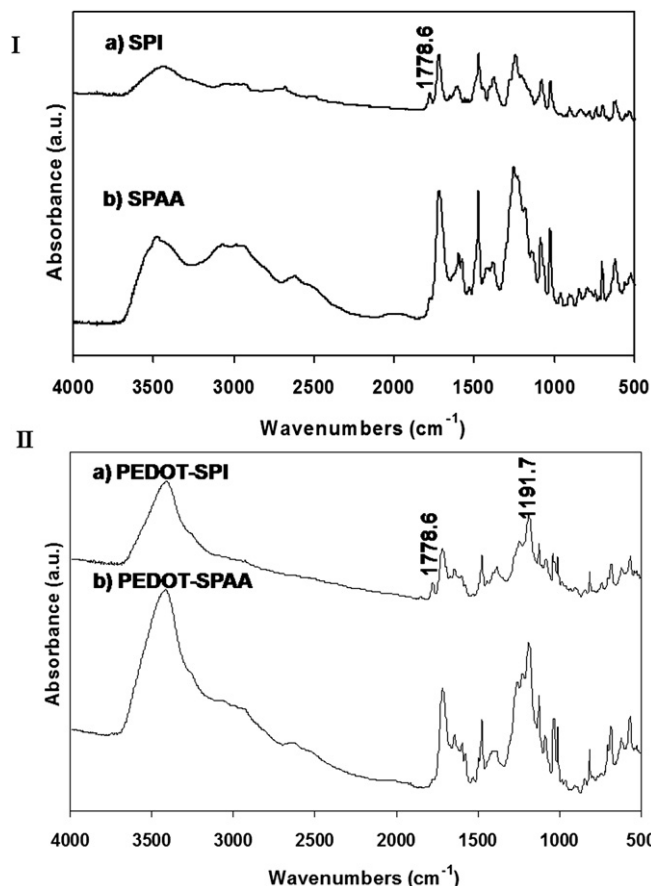 I
a) SPI
1778.6
b) SPAA
Absorbance (a.u.)
4000 3500 3000 2500 2000 1500 1000 500
Wavenumbers (cm⁻¹)
II
a) PEDOT-SPI
1778.6
1191.7
b) PEDOT-SPAA
Absorbance (a.u.)
4000 3500 3000 2500 2000 1500 1000 500
Wavenumbers (cm⁻¹)